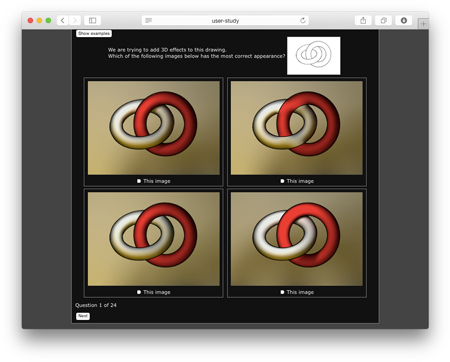 user-study
Show examples
We are trying to add 3D effects to this drawing.
Which of the following images below has the most correct appearance?
This image
This image
This image
This image
Question 1 of 24
Next